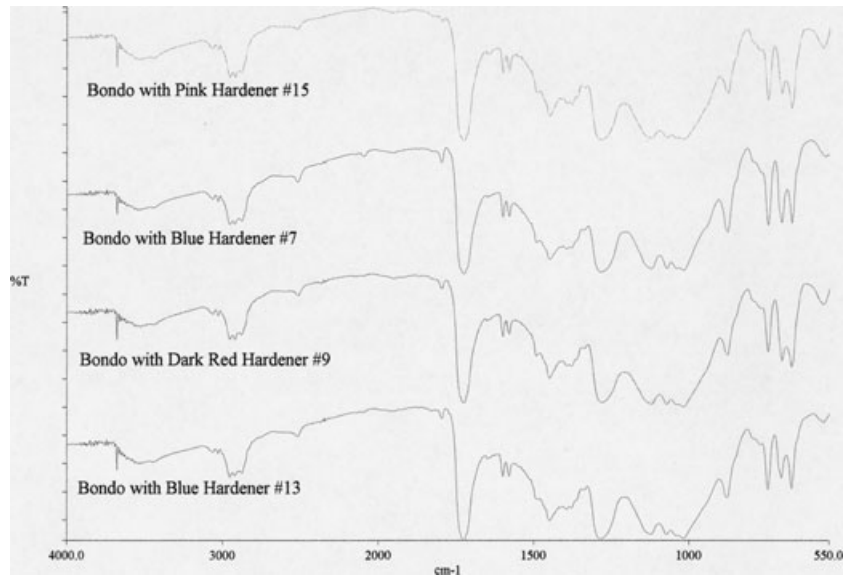 Bondo with Pink Hardener #15
Bondo with Blue Hardener #7
%T
Bondo with Dark Red Hardener #9
Bondo with Blue Hardener #13
4000.0 3000 2000 1500 1000 550.0
cm-1